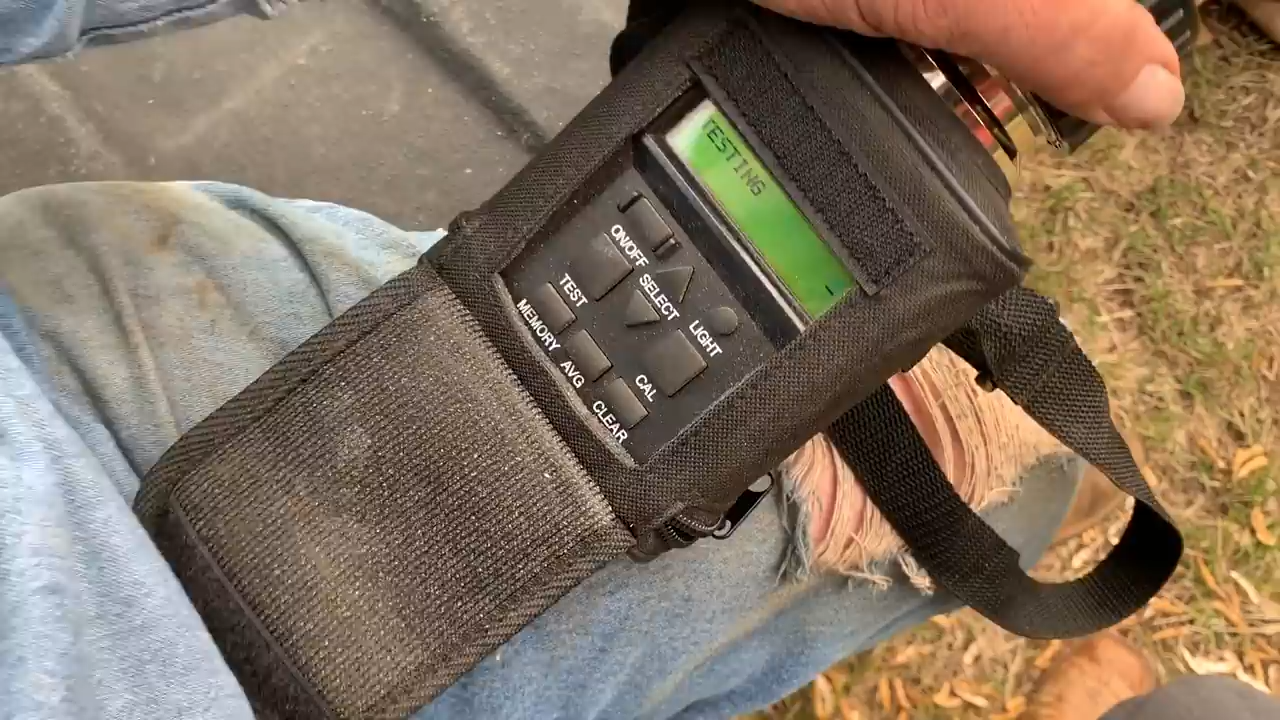 TESTING
ON/OFF
SELECT
LIGHT
TEST
MEMORY
AVG
CAL
CLEAR